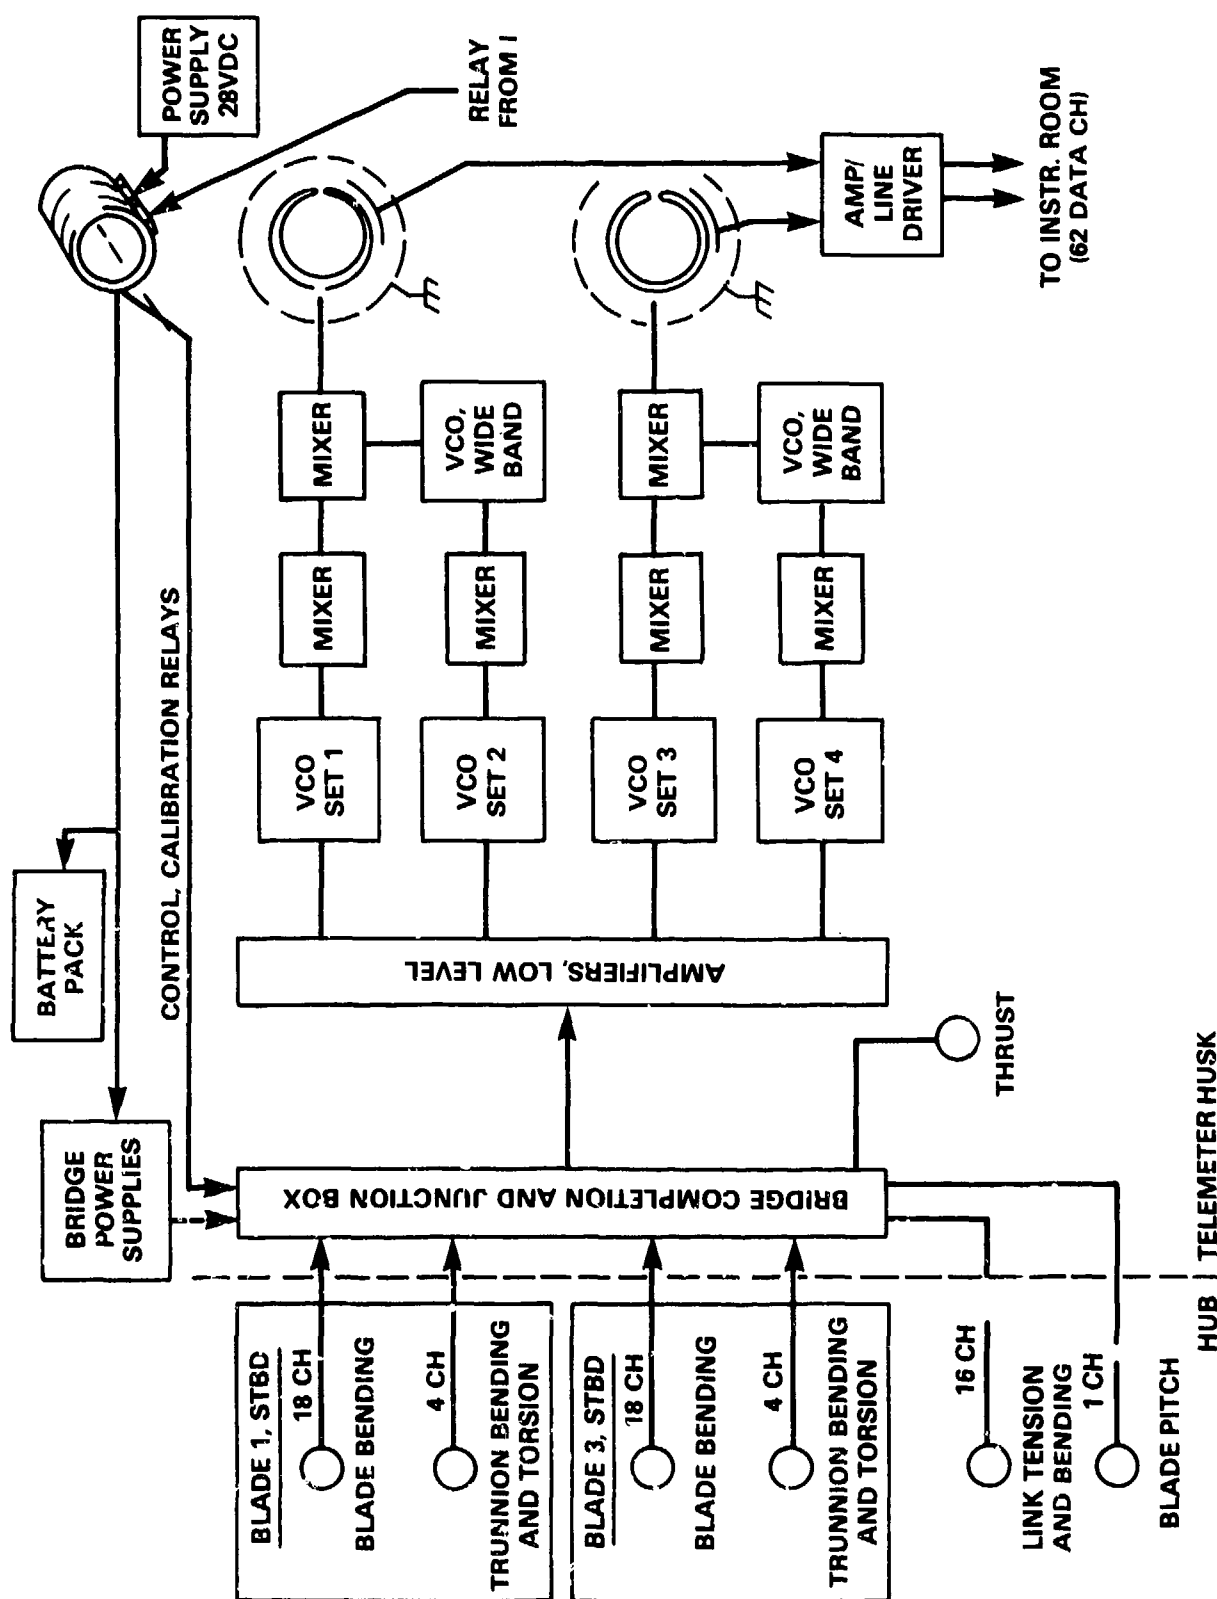 BLADE 1, STBD
18 CH
BLADE BENDING
4 CH
TRUNNION BENDING
AND TORSION
BLADE 3, STBD
18 CH
BLADE BENDING
4 CH
TRUNNION BENDING
AND TORSION
16 CH
LINK TENSION
AND BENDING
1 CH
BLADE PITCH
HUB
TELEMETER HUSK
BRIDGE
POWER
SUPPLIES
BRIDGE COMPLETION AND JUNCTION BOX
THRUST
BATTERY
PACK
CONTROL, CALIBRATION RELAYS
AMPLIFIERS, LOW LEVEL
VCO
SET 1
MIXER
MIXER
VCO
SET 2
MIXER
VCO,
WIDE
BAND
VCO
SET 3
MIXER
MIXER
VCO
SET 4
MIXER
VCO,
WIDE
BAND
POWER
SUPPLY
28VDC
RELAY
FROM I
AMP/
LINE
DRIVER
TO INSTR. ROOM
(62 DATA CH)